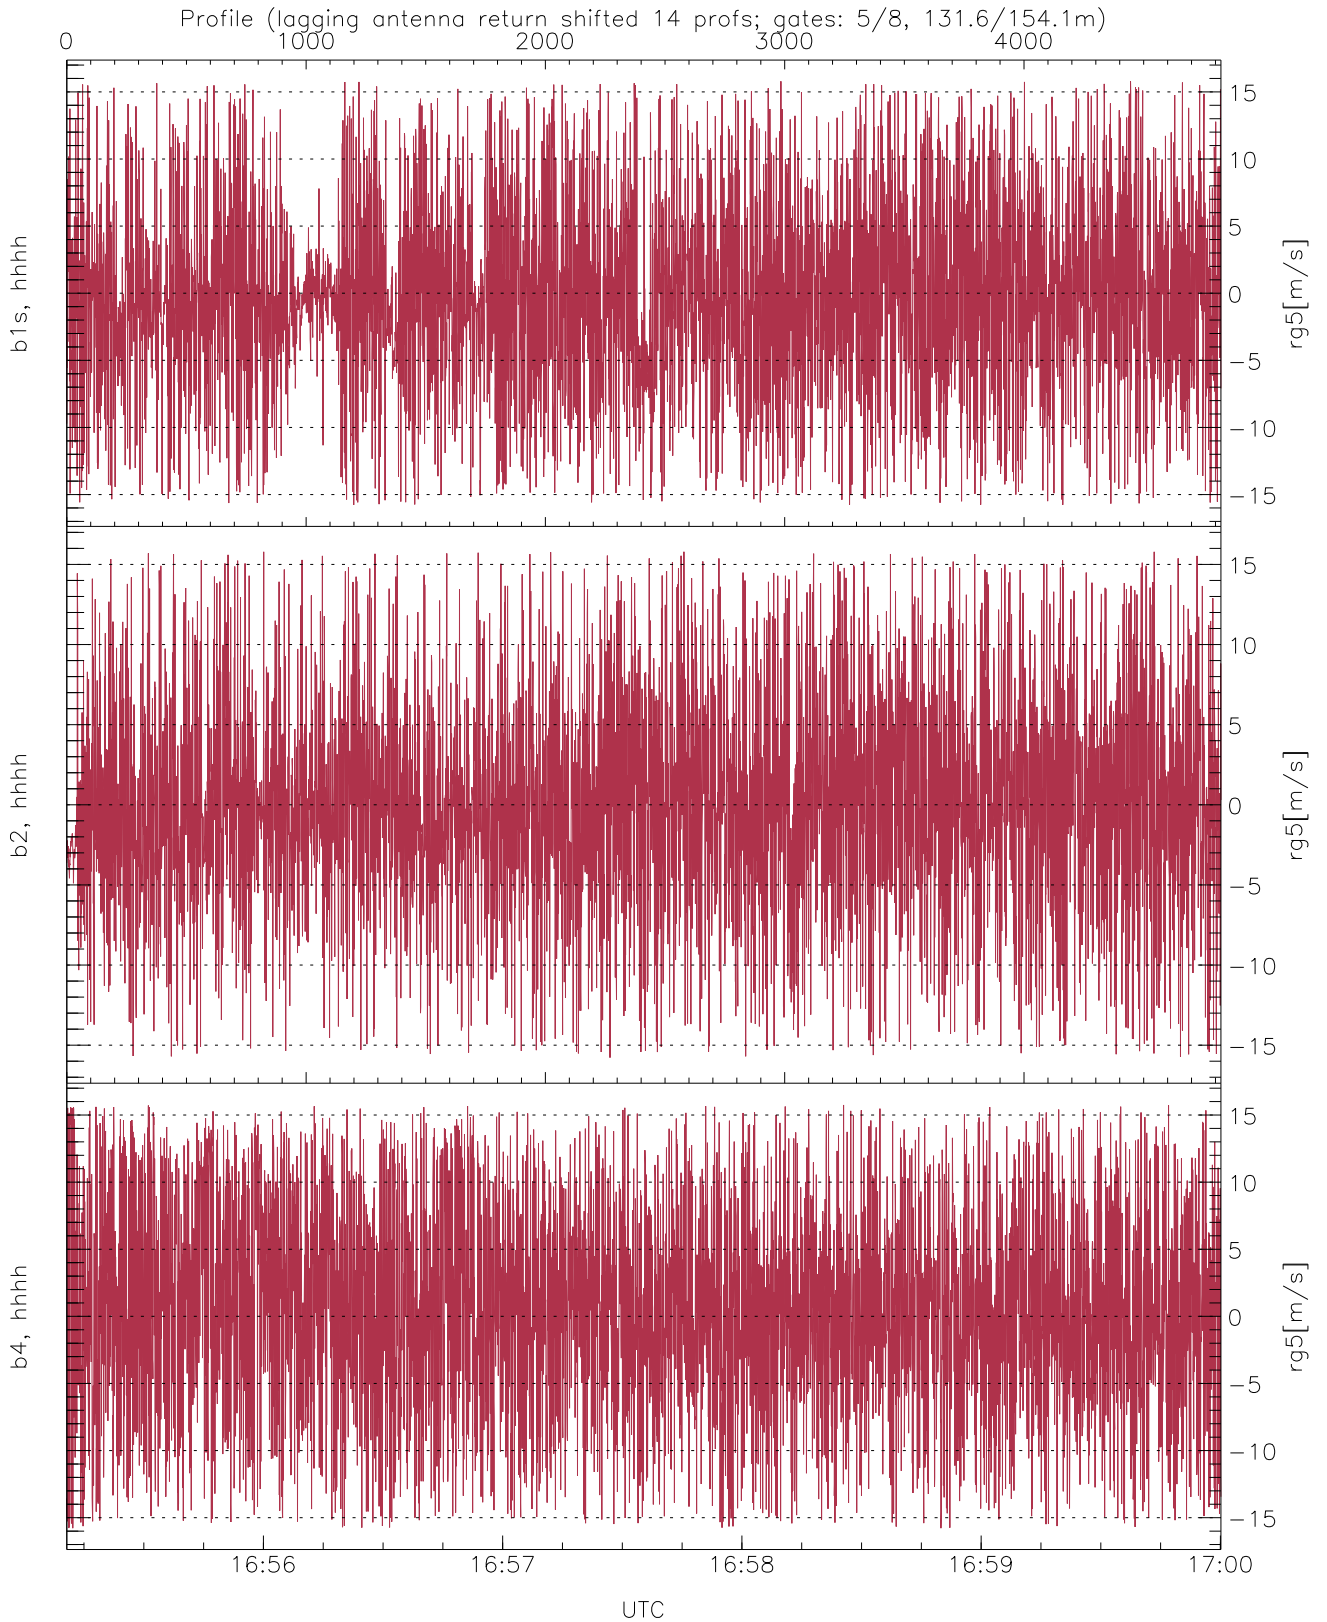 Profile (lagging antenna return shifted 14 profs; gates: 5/8, 131.6/154.1m)
0 1000 2000 3000 4000
b1s, hhhh
15
10
5
0
−5
−10
−15
rg5[m/s]
b2, hhhh
15
10
5
0
−5
−10
−15
rg5[m/s]
b4, hhhh
15
10
5
0
−5
−10
−15
rg5[m/s]
16:56 16:57 16:58 16:59 17:00
UTC